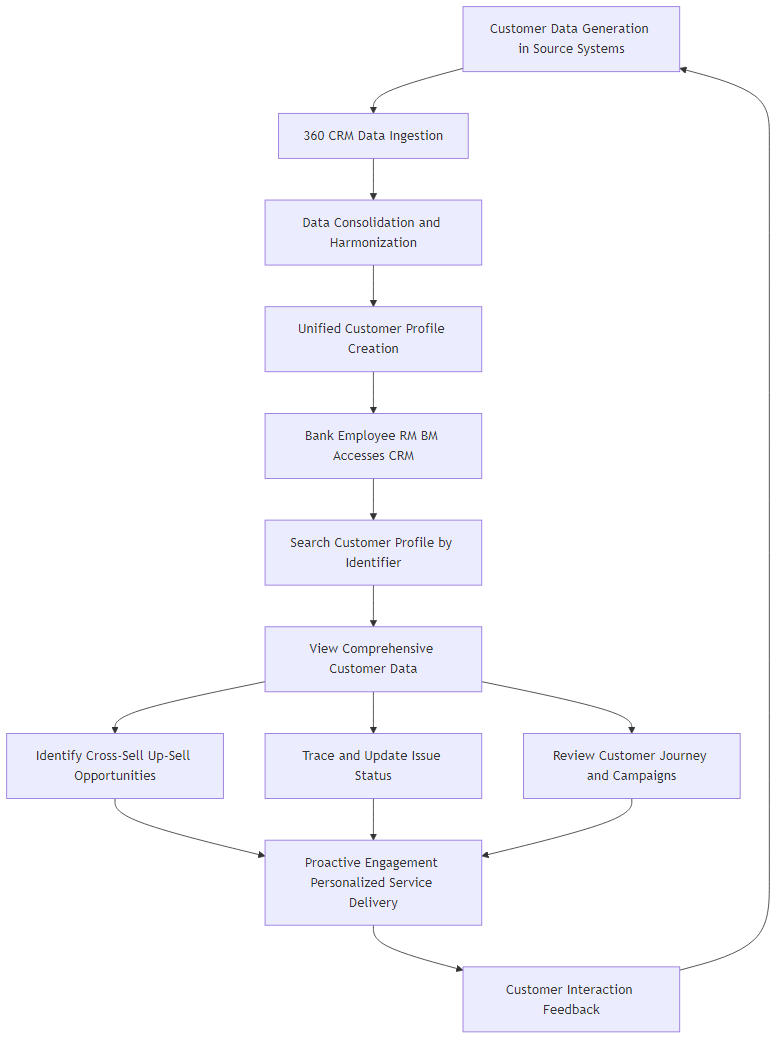 Customer Data Generation
in Source Systems
360 CRM Data Ingestion
Data Consolidation and
Harmonization
Unified Customer Profile
Creation
Bank Employee RM BM
Accesses CRM
Search Customer Profile by
Identifier
View Comprehensive
Customer Data
Identify Cross-Sell Up-Sell
Opportunities
Trace and Update Issue
Status
Review Customer Journey
and Campaigns
Proactive Engagement
Personalized Service
Delivery
Customer Interaction
Feedback